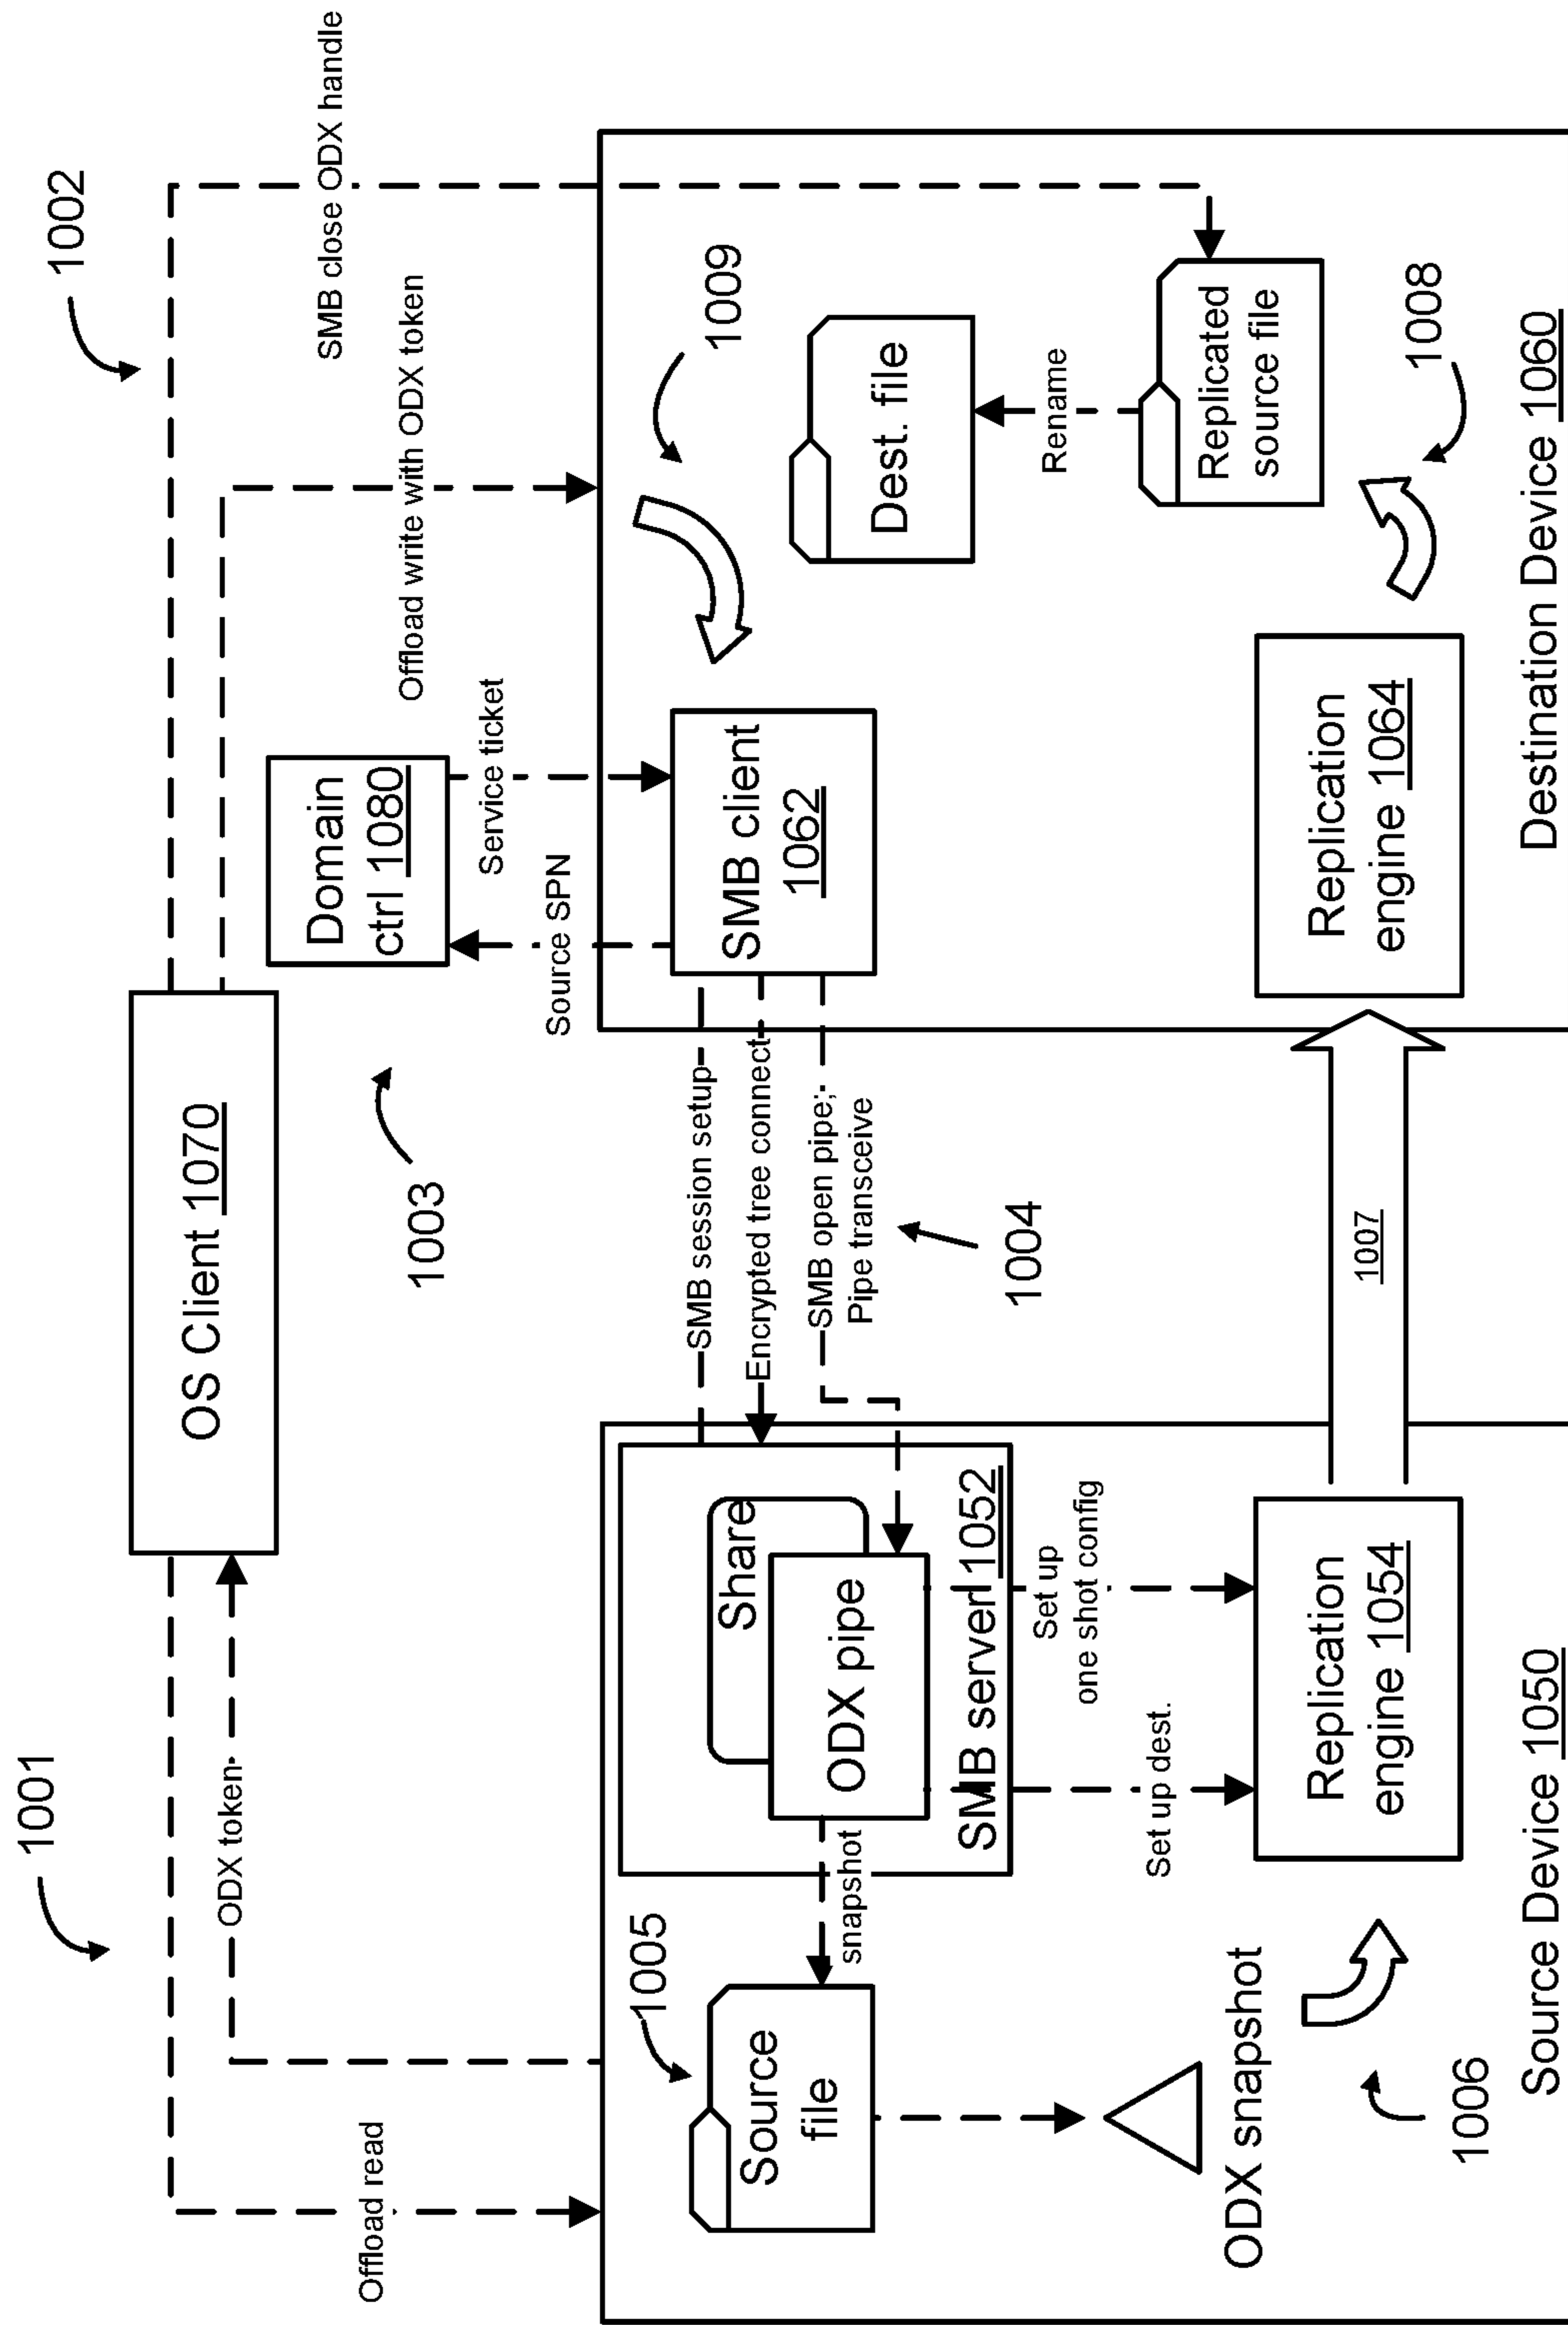 1002
SMB close ODX handle
Offload write with ODX token
1001
OS Client 1070
ODX token
Offload read
Domain
ctrl 1080
1003
Source SPN
Service ticket
1009
SMB client
1062
Dest. file
Rename
Replicated
source file
1008
Replication
engine 1064
Destination Device 1060
SMB session setup
Encrypted tree connect
SMB open pipe;
Pipe transceive
1004
1007
Share
ODX pipe
SMB server 1052
snapshot
1005
Source
file
Set up
one shot config
Set up dest.
Replication
engine 1054
ODX snapshot
1006
Source Device 1050